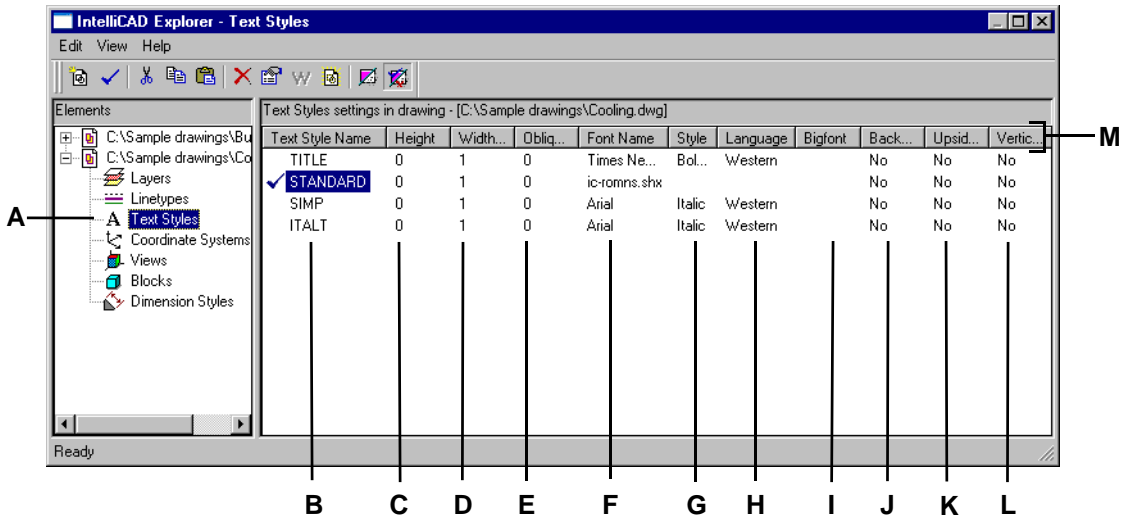 IntelliCAD Explorer - Text Styles
Edit View Help
Elements
Text Styles settings in drawing - [C:\Sample drawings\Cooling.dwg]
C:\Sample drawings\Bu
C:\Sample drawings\Co
Layers
Linetypes
Text Styles
Coordinate Systems
Views
Blocks
Dimension Styles
Text Style Name Height Width... Obliq... Font Name Style Language Bigfont Back... Upsid... Vertic...
TITLE 0 1 0 Times Ne... Bol... Western No No No
STANDARD 0 1 0 ic-romns.shx No No No
SIMP 0 1 0 Arial Italic Western No No No
ITALT 0 1 0 Arial Italic Western No No No
Ready
A
M
B C D E F G H I J K L